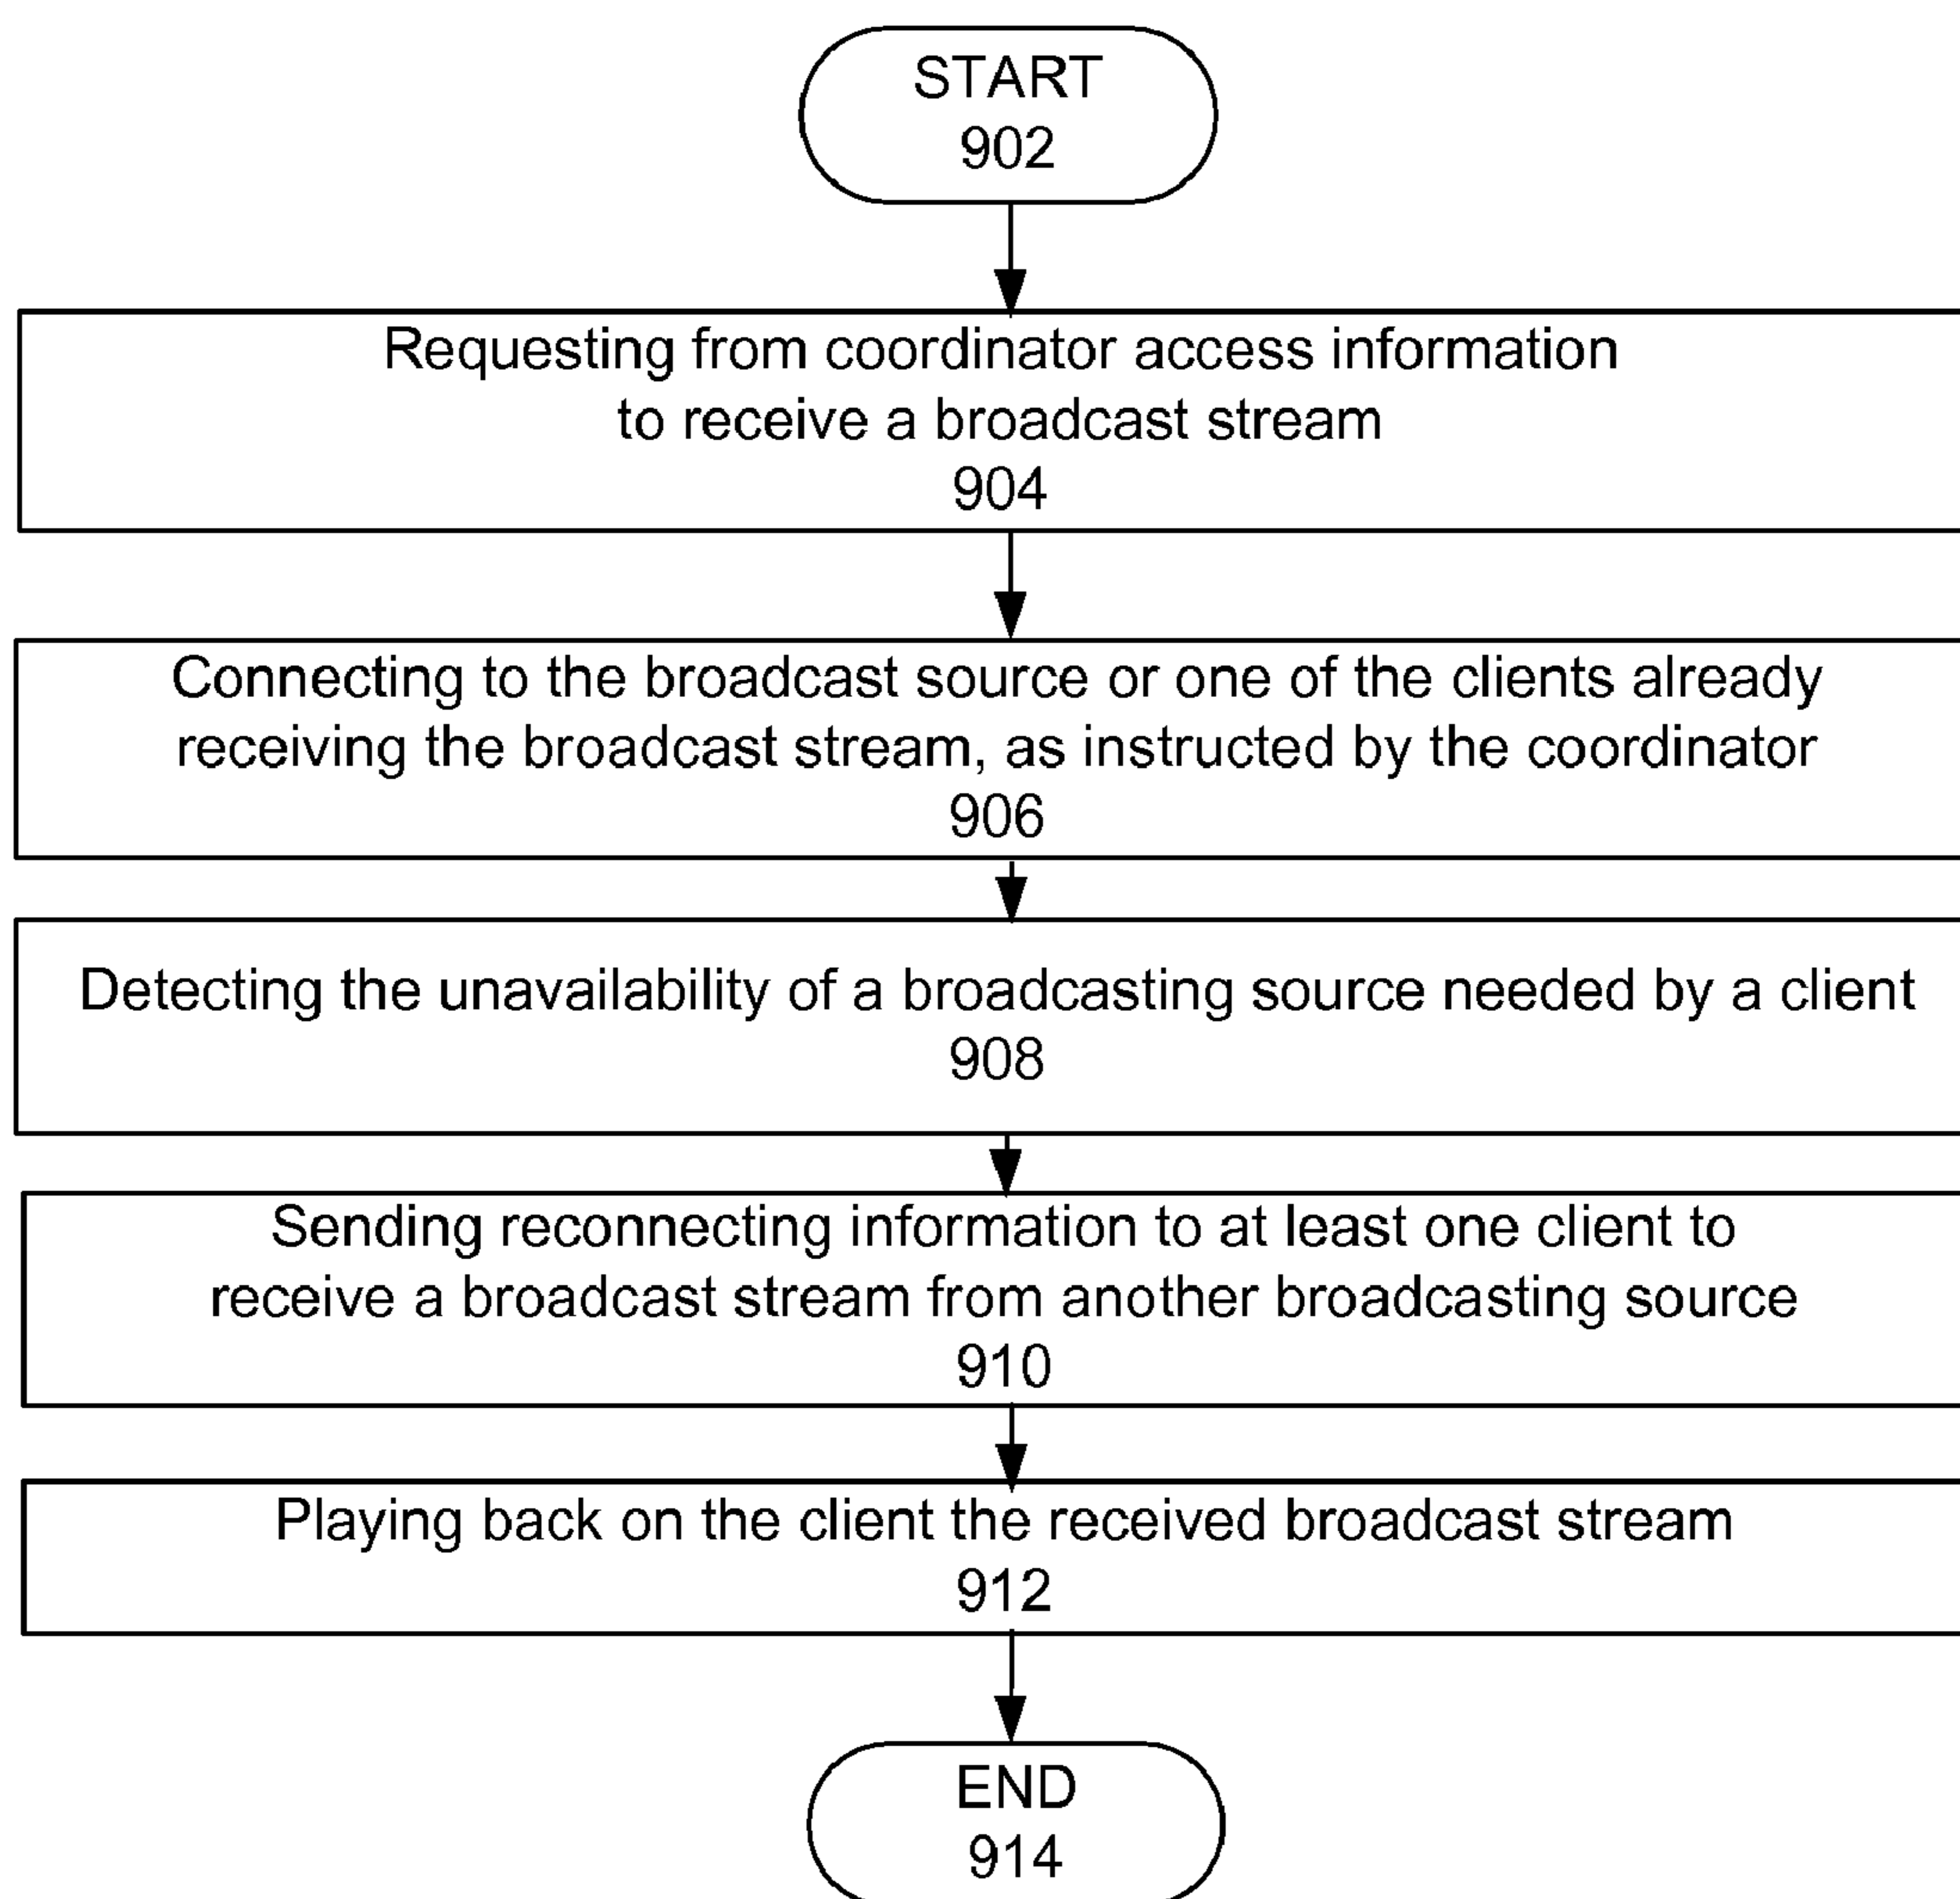 START
902
Requesting from coordinator access information
to receive a broadcast stream
904
Connecting to the broadcast source or one of the clients already
receiving the broadcast stream, as instructed by the coordinator
906
Detecting the unavailability of a broadcasting source needed by a client
908
Sending reconnecting information to at least one client to
receive a broadcast stream from another broadcasting source
910
Playing back on the client the received broadcast stream
912
END
914